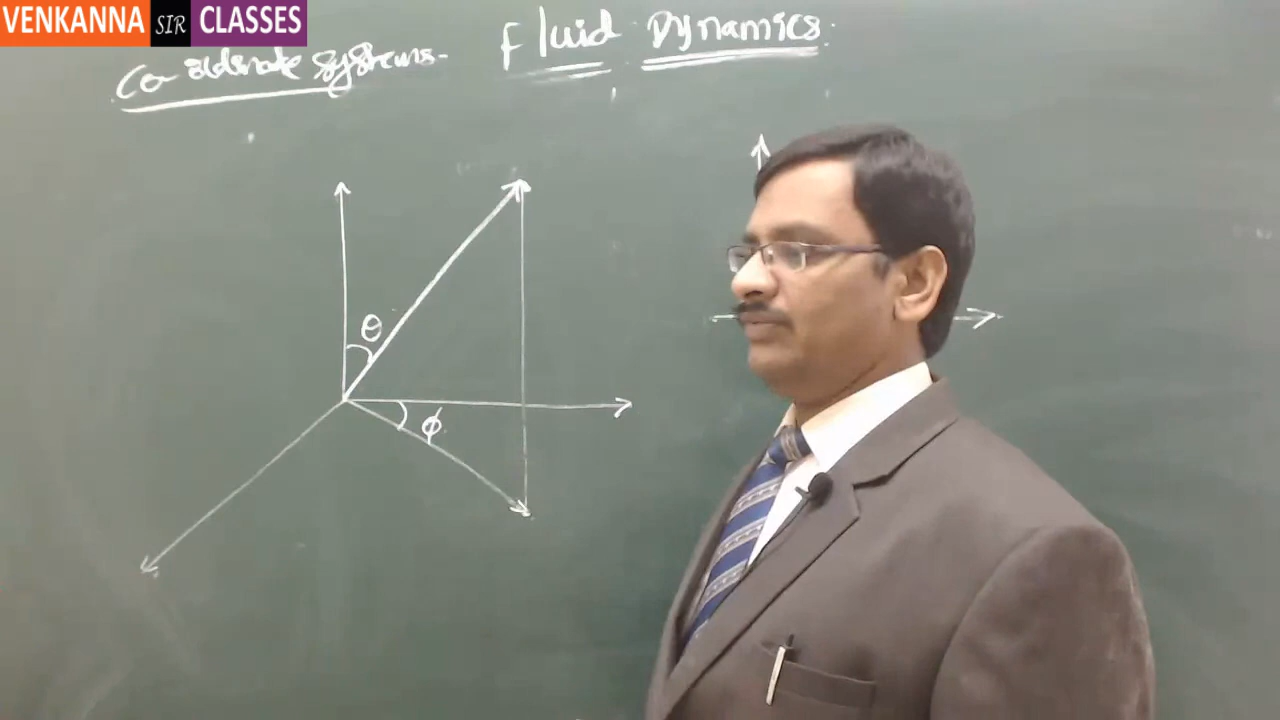 VENKANNA SIR CLASSES
Fluid Dynamics.
Co-ordinate systems.
θ
φ